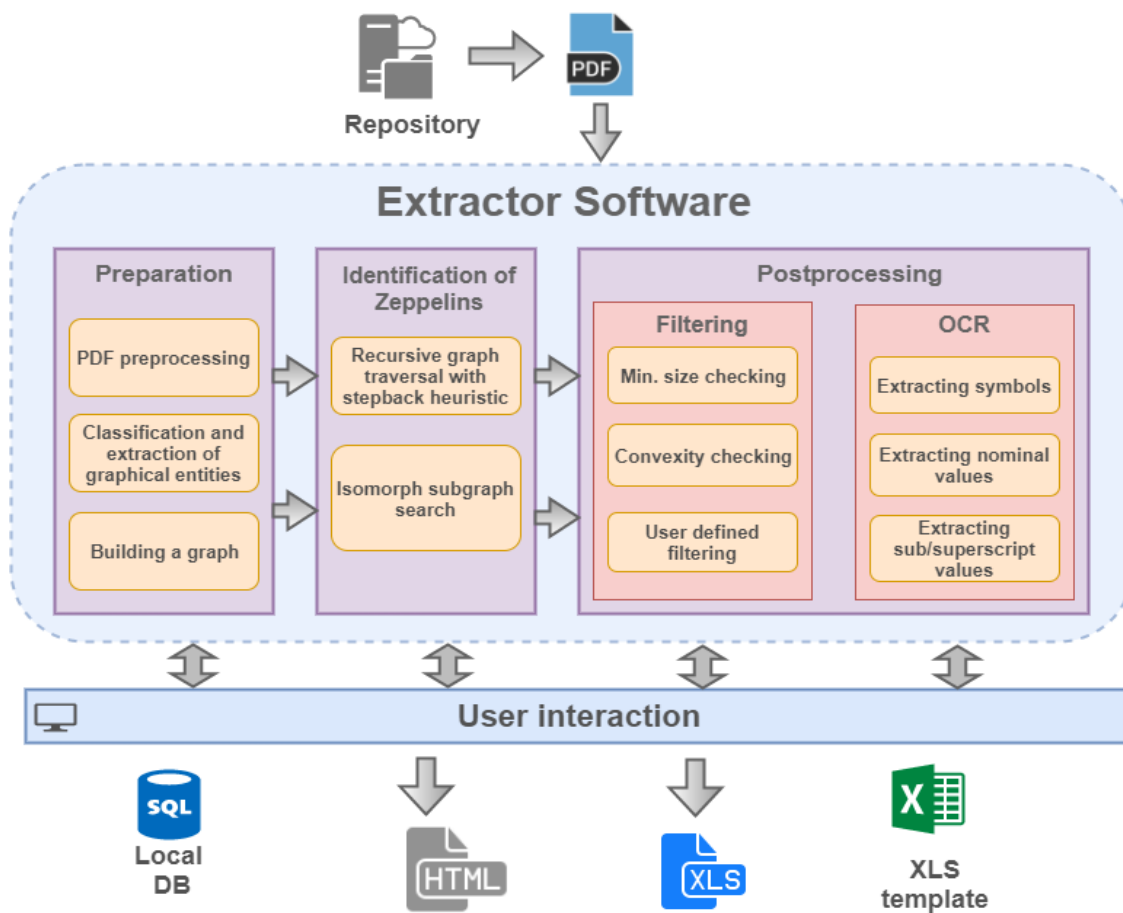 PDF
Repository
Extractor Software
Preparation
PDF preprocessing
Classification and
extraction of
graphical entities
Building a graph
Identification of
Zeppelins
Recursive graph
traversal with
stepback heuristic
Isomorph subgraph
search
Postprocessing
Filtering
Min. size checking
Convexity checking
User defined
filtering
OCR
Extracting symbols
Extracting nominal
values
Extracting
sub/superscript
values
User interaction
SQL
Local
DB
HTML
XLS
X
XLS
template